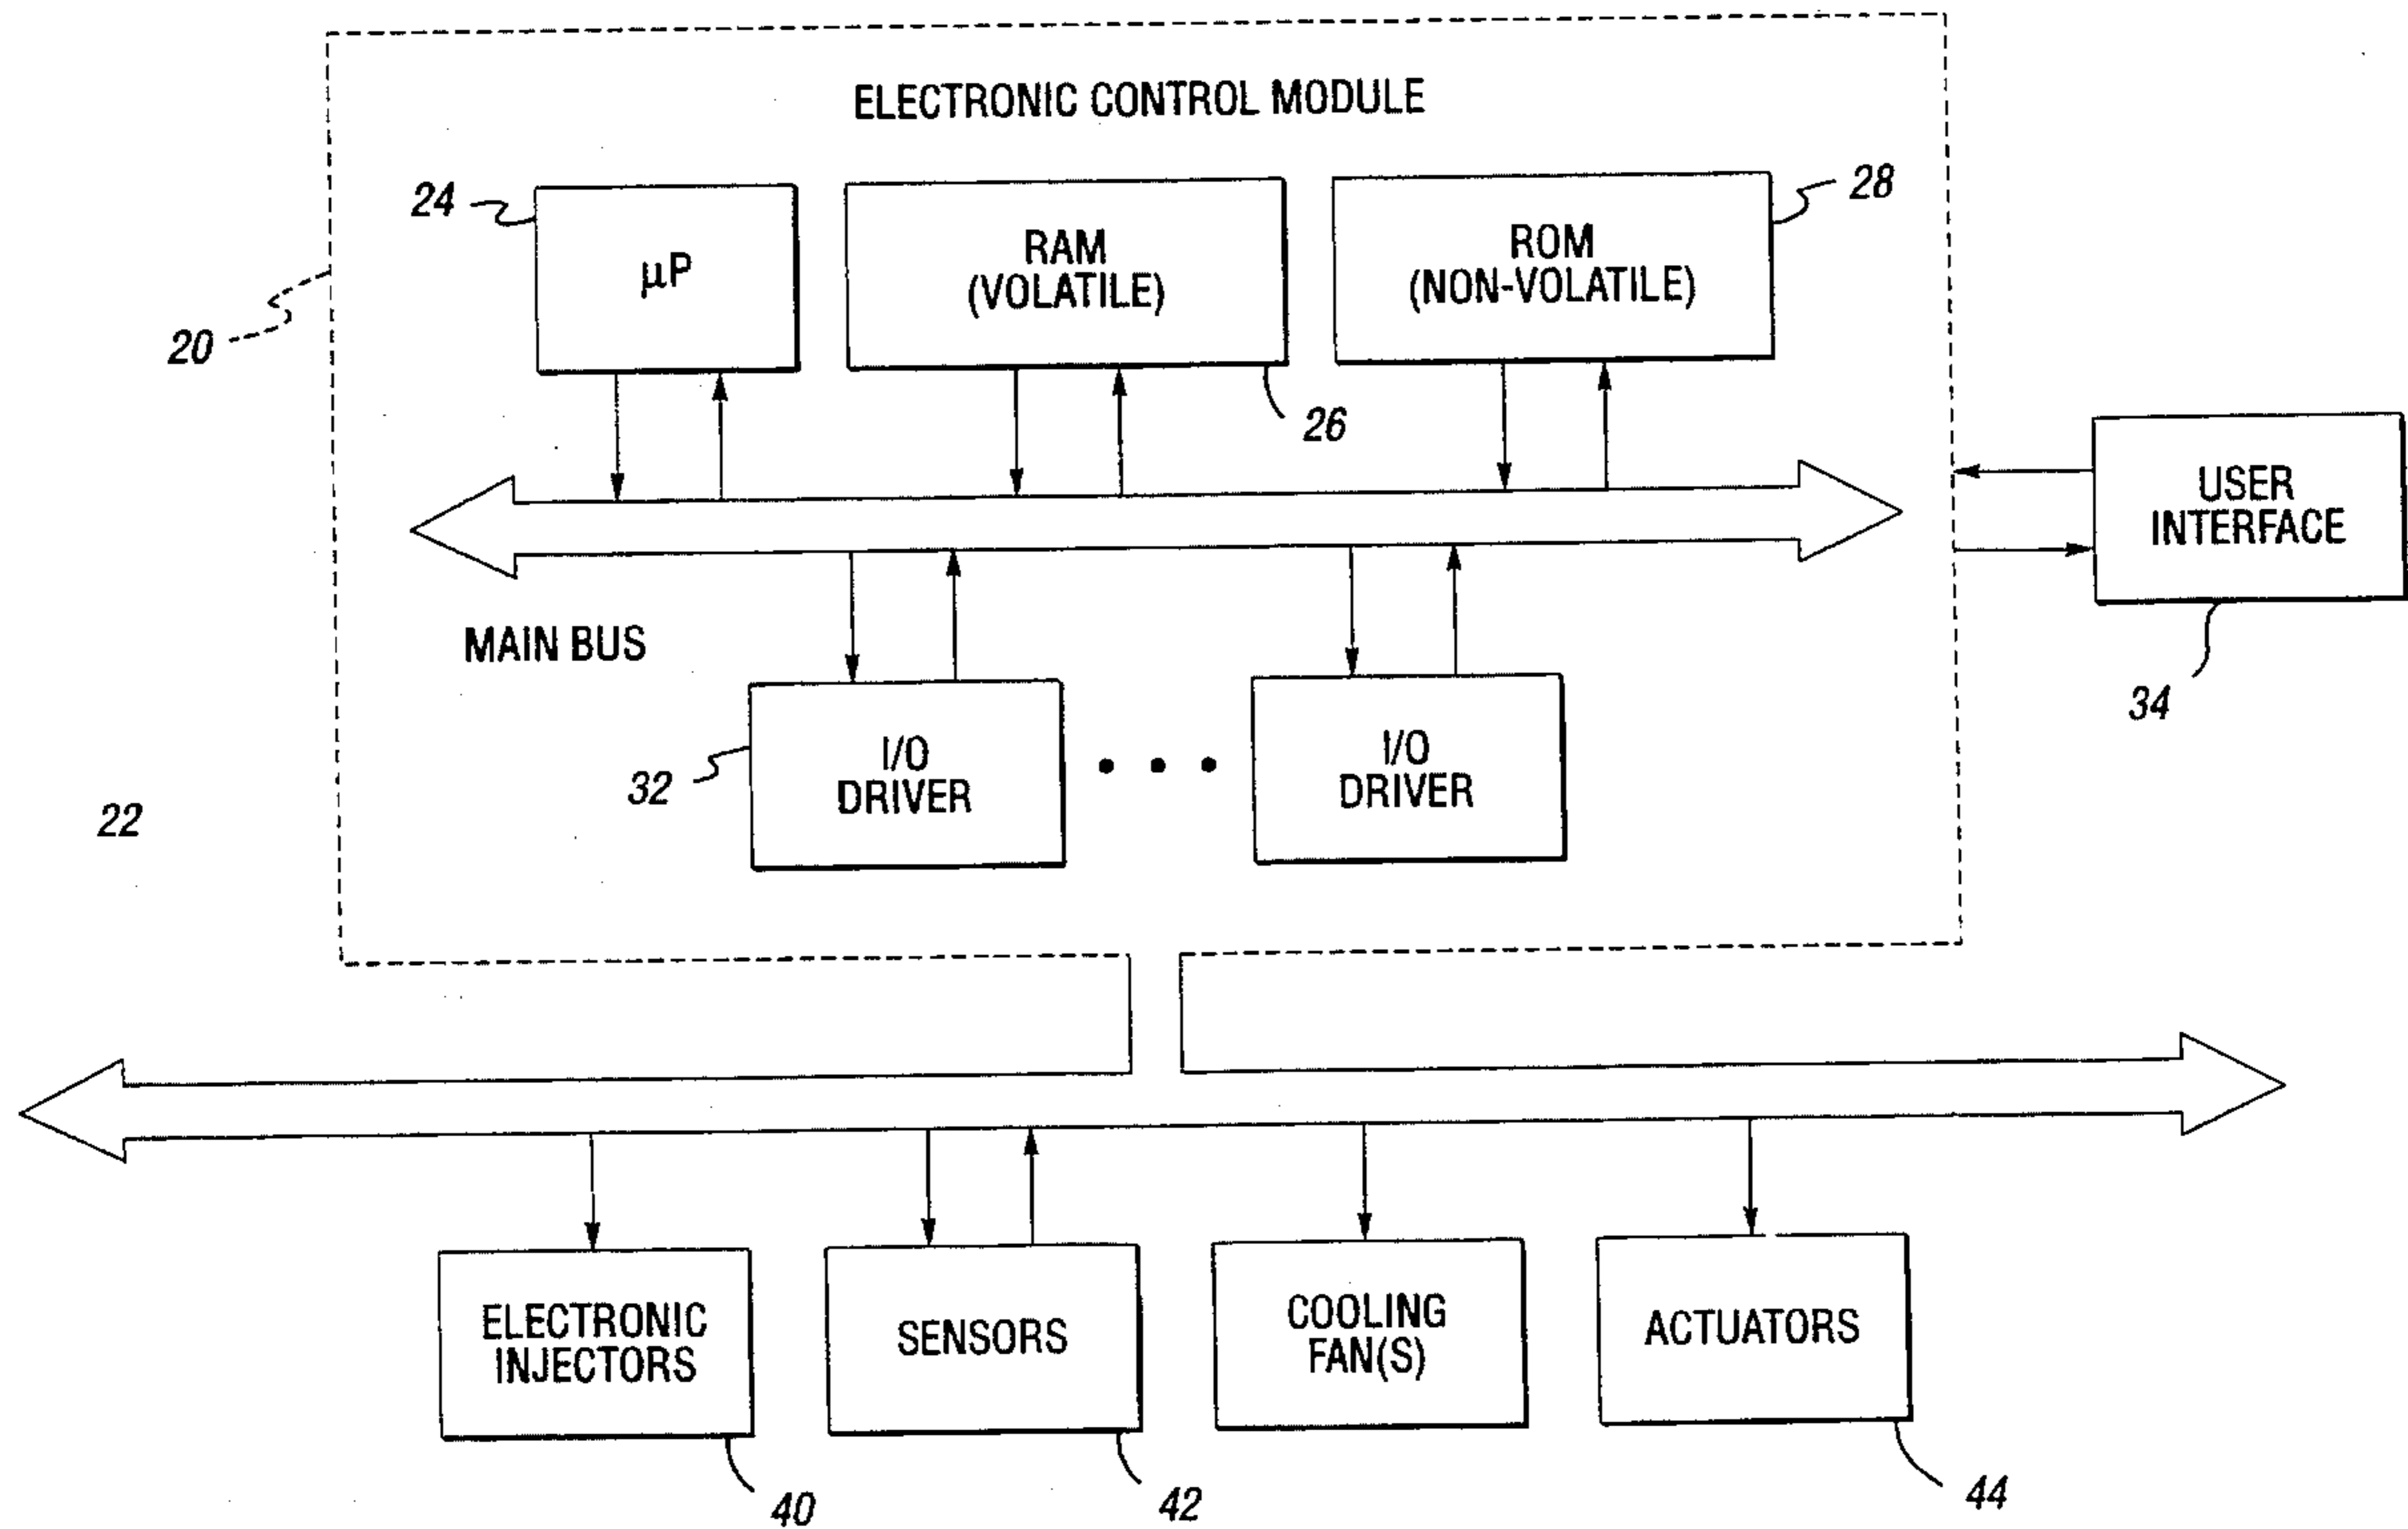 ELECTRONIC CONTROL MODULE
24
μP
RAM
(VOLATILE)
ROM
(NON-VOLATILE)
28
20
26
USER
INTERFACE
34
MAIN BUS
32
I/O
DRIVER
I/O
DRIVER
22
ELECTRONIC
INJECTORS
SENSORS
COOLING
FAN(S)
ACTUATORS
40
42
44